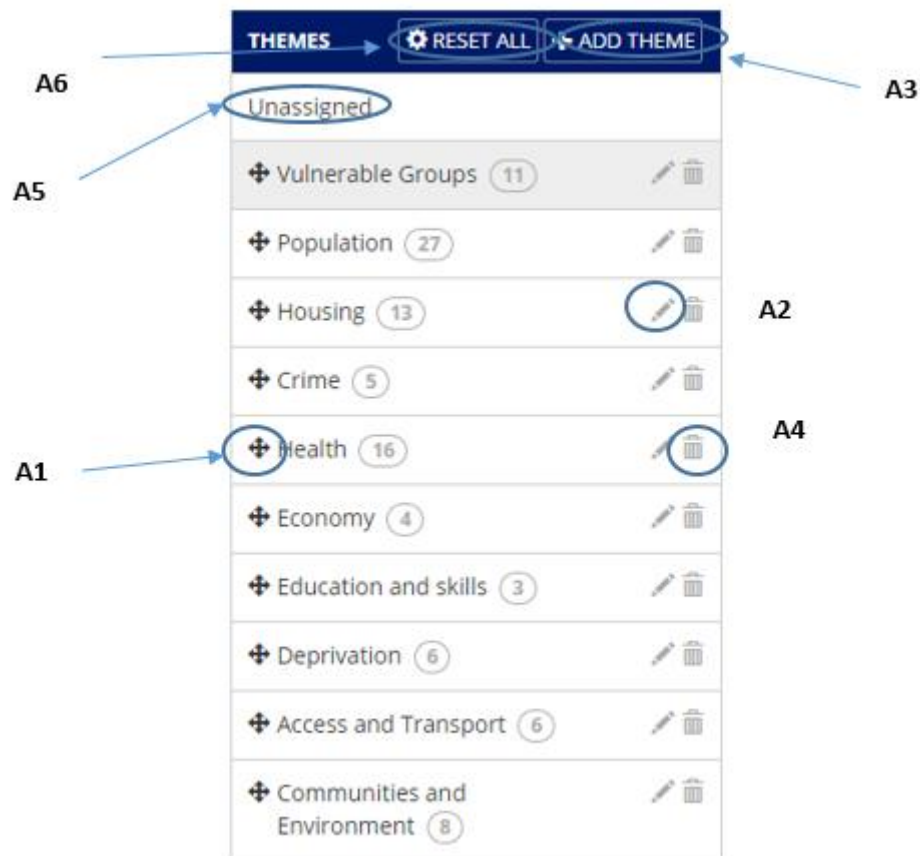 THEMES RESET ALL ADD THEME
A6
A3
Unassigned
A5
Vulnerable Groups 11
Population 27
Housing 13
A2
Crime 5
Health 16
A4
A1
Economy 4
Education and skills 3
Deprivation 6
Access and Transport 6
Communities and
Environment 8